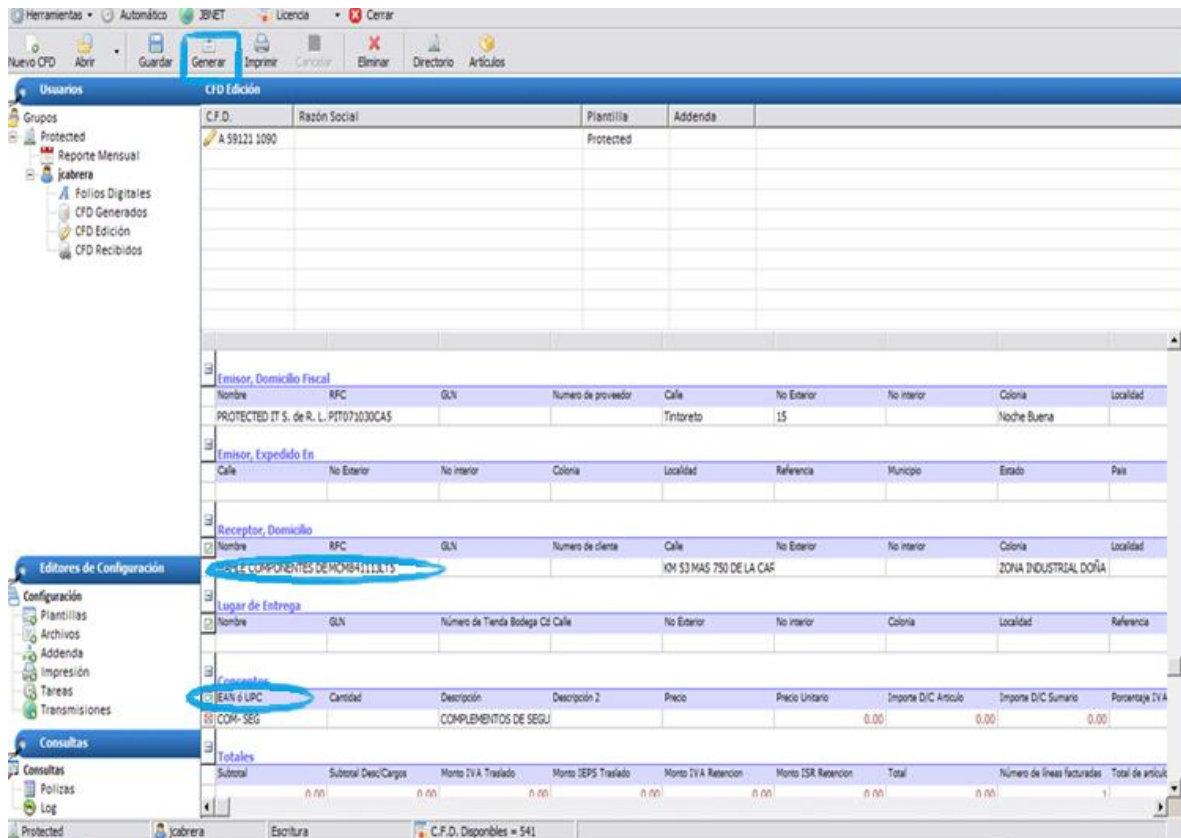 Herramientas Automático JBNET Licencia Cerrar
Nuevo CFD Abrir Guardar Generar Imprimir Cancelar Eliminar Directorio Artículos
Usuarios
Grupos
Protected
Reporte Mensual
jcabrera
Folios Digitales
CFD Generados
CFD Edición
CFD Recibidos
CFD Edición
C.F.D. Razón Social Plantilla Addenda
A 59121 1090 Protected
Emisor, Domicilio Fiscal
Nombre RFC GLN Numero de proveedor Calle No Exterior No interior Colonia Localidad
PROTECTED IT S. de R. L. PIT071030CA5 Tintoreto 15 Noche Buena
Emisor, Expedido En
Calle No Exterior No interior Colonia Localidad Referencia Municipio Estado Pais
Receptor, Domicilio
Nombre RFC GLN Numero de cliente Calle No Exterior No interior Colonia Localidad
COMPONENTES DE KM 53 MAS 750 DE LA CAR ZONA INDUSTRIAL DOÑA
Lugar de Entrega
Nombre GLN Número de Tienda Bodega Cd Calle No Exterior No interior Colonia Localidad Referencia
Conceptos
EAN ó UPC Cantidad Descripción Descripción 2 Precio Precio Unitario Importe D/C Articulo Importe D/C Sumario Porcentaje IVA
COM- SEG COMPLEMENTOS DE SEGU 0.00 0.00 0.00
Totales
Subtotal Subtotal Desc/Cargos Monto IVA Traslado Monto IEPS Traslado Monto IVA Retencion Monto ISR Retencion Total Número de líneas facturadas Total de artículo
0.00 0.00 0.00 0.00 0.00 0.00 0.00 1
Editores de Configuración
Configuración
Plantillas
Archivos
Addenda
Impresión
Tareas
Transmisiones
Consultas
Consultas
Polizas
Log
Protected jcabrera Escritura C.F.D. Disponibles = 541